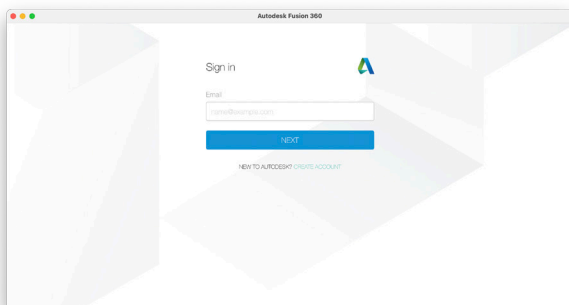 Autodesk Fusion 360
Sign in
Email
name@example.com
NEXT
NEW TO AUTODESK? CREATE ACCOUNT